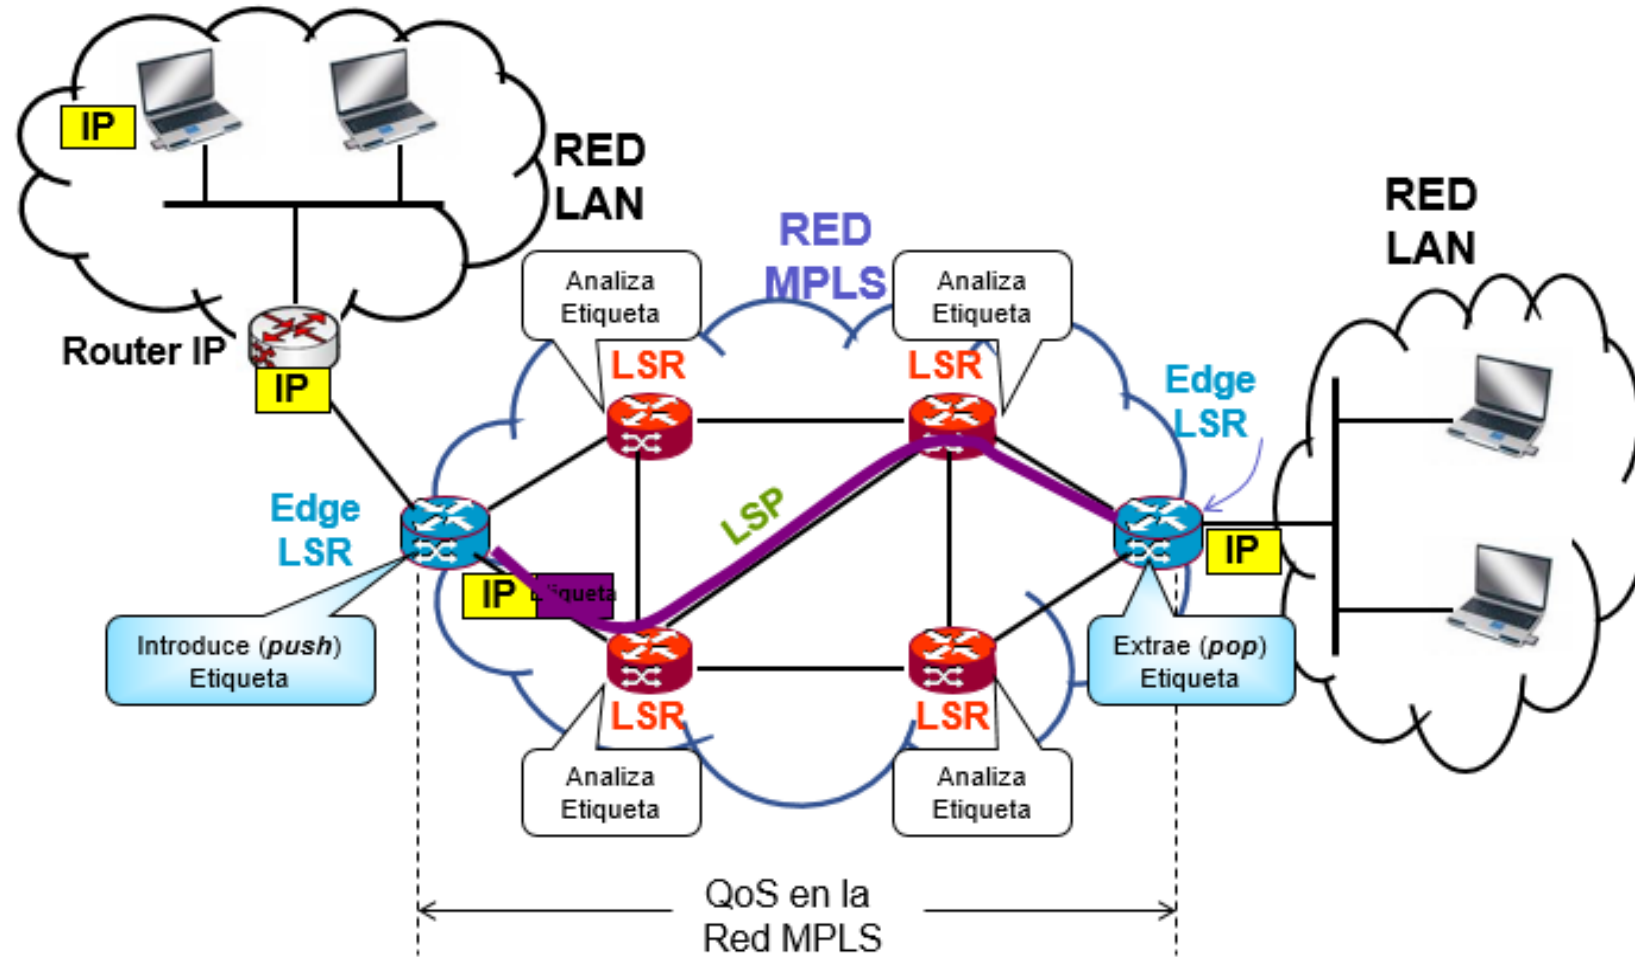 IP
RED
LAN
RED
LAN
RED
MPLS
Analiza
Etiqueta
Analiza
Etiqueta
Router IP
IP
LSR
LSR
Edge
LSR
Edge
LSR
LSP
IP
IP
Etiqueta
Introduce (push)
Etiqueta
Extrae (pop)
Etiqueta
LSR
LSR
Analiza
Etiqueta
Analiza
Etiqueta
QoS en la
Red MPLS